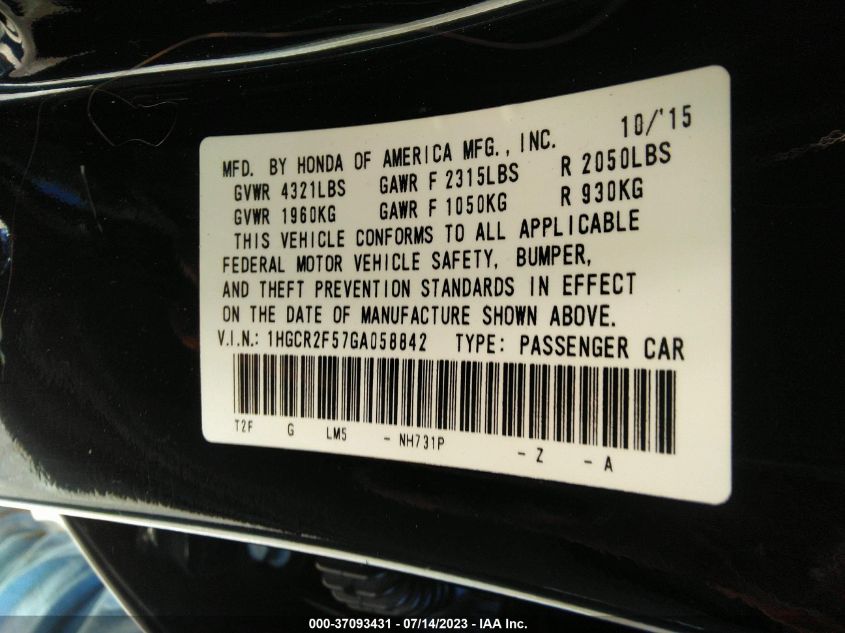 10/'15
MFD. BY HONDA OF AMERICA MFG., INC.
GVWR 4321LBS GAWR F 2315LBS R 2050LBS
GVWR 1960KG GAWR F 1050KG R 930KG
THIS VEHICLE CONFORMS TO ALL APPLICABLE
FEDERAL MOTOR VEHICLE SAFETY, BUMPER,
AND THEFT PREVENTION STANDARDS IN EFFECT
ON THE DATE OF MANUFACTURE SHOWN ABOVE.
V.I.N.: 1HGCR2F57GA058842 TYPE: PASSENGER CAR
T2F G LM5 - NH731P - Z - A
000-37093431 - 07/14/2023 - IAA Inc.